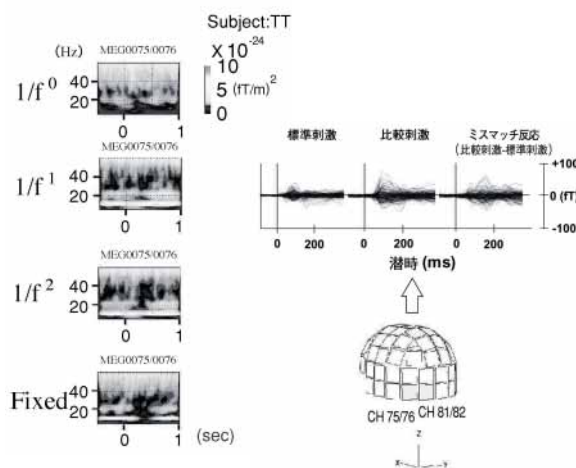 Subject:TT
(Hz)
MEG0075/0076
X 10⁻²⁴
10
5 (fT/m)²
0
1/f⁰
40
20
0 1
MEG0075/0076
1/f¹
40
20
0 1
MEG0075/0076
1/f²
40
20
0 1
MEG0075/0076
Fixed
40
20
0 1 (sec)
標準刺激 比較刺激 ミスマッチ反応
(比較刺激-標準刺激)
+100
0 (fT)
-100
0 200 0 200 0 200
潜時 (ms)
CH 75/76 CH 81/82
z
x y